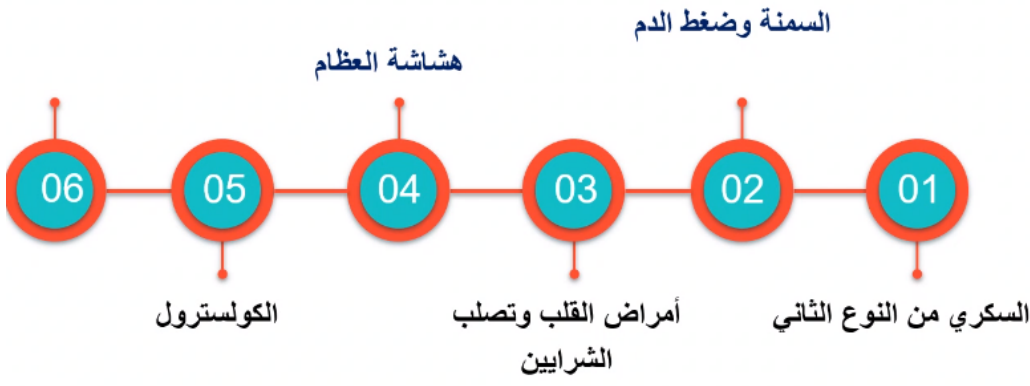 01
السكري من النوع الثاني
02
السمنة وضغط الدم
03
أمراض القلب وتصلب
الشرايين
04
هشاشة العظام
05
الكولسترول
06